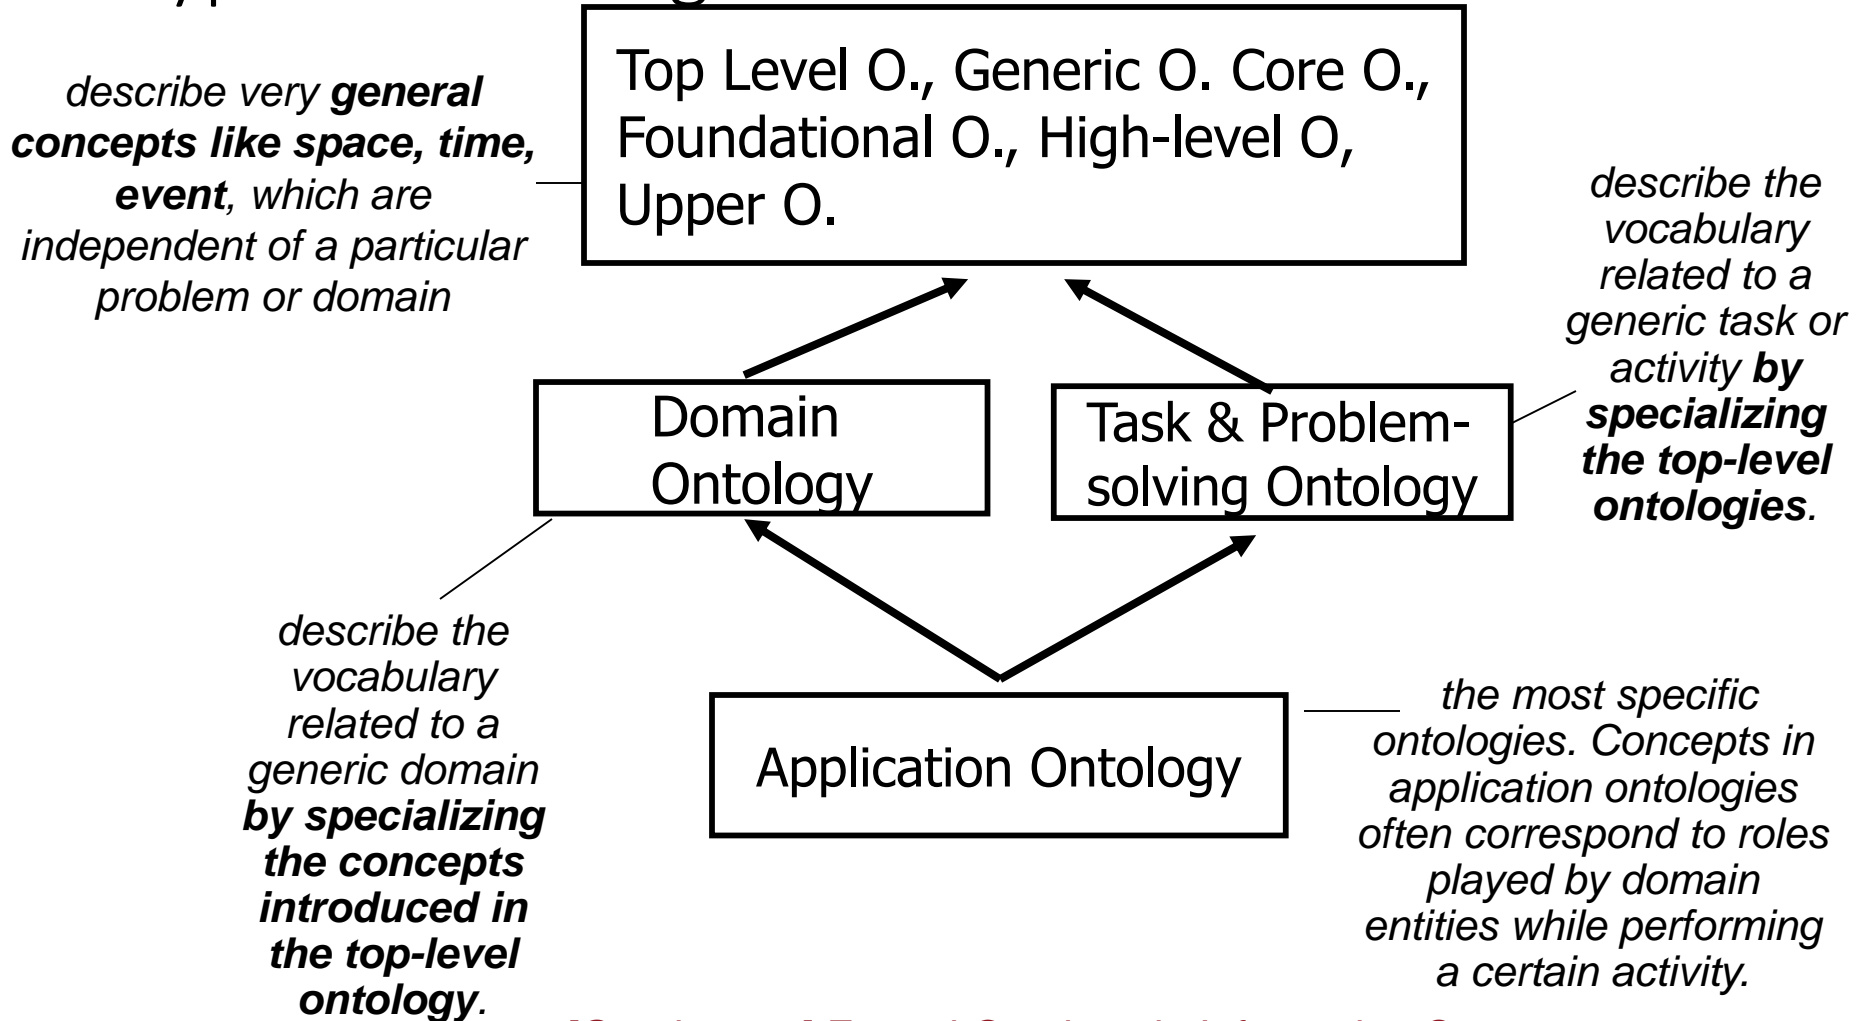 Top Level O., Generic O. Core O.,
Foundational O., High-level O,
Upper O.
describe very general
concepts like space, time,
event, which are
independent of a particular
problem or domain
describe the
vocabulary
related to a
generic task or
activity by
specializing
the top-level
ontologies.
Domain
Ontology
Task & Problem-
solving Ontology
describe the
vocabulary
related to a
generic domain
by specializing
the concepts
introduced in
the top-level
ontology.
Application Ontology
the most specific
ontologies. Concepts in
application ontologies
often correspond to roles
played by domain
entities while performing
a certain activity.